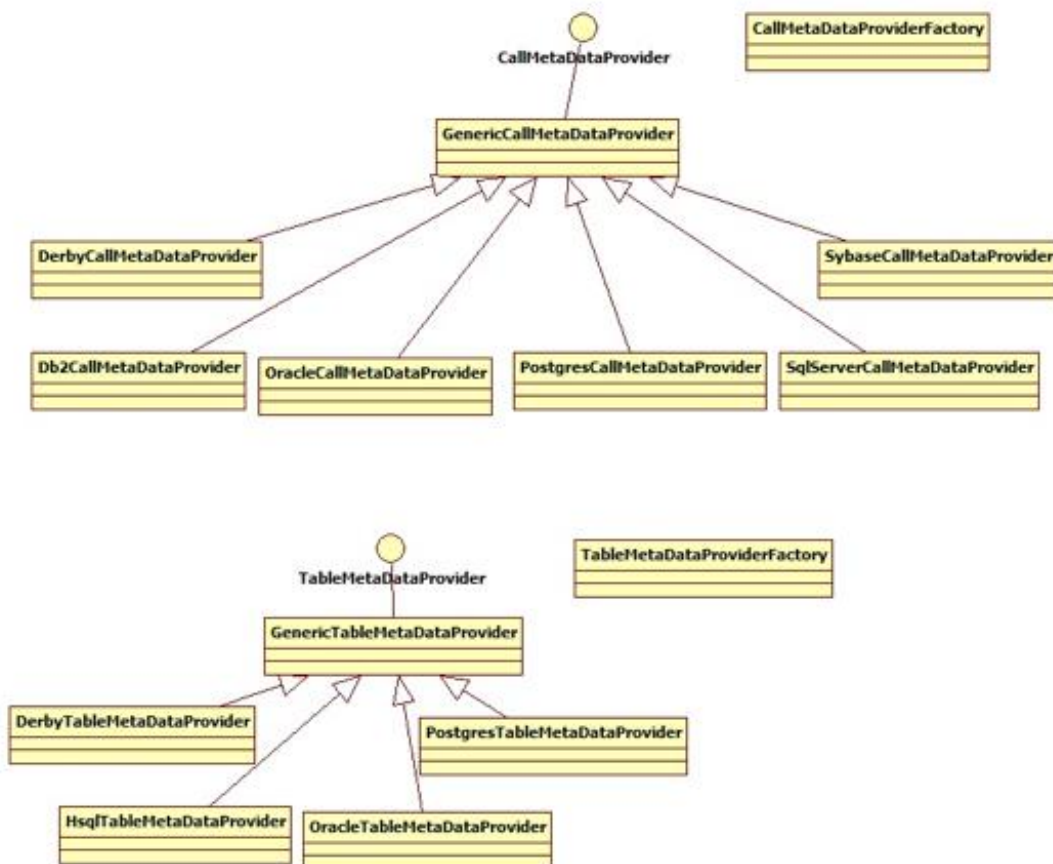 CallMetaDataProvider
CallMetaDataProviderFactory
GenericCallMetaDataProvider
DerbyCallMetaDataProvider
SybaseCallMetaDataProvider
Db2CallMetaDataProvider
OracleCallMetaDataProvider
PostgresCallMetaDataProvider
SqlServerCallMetaDataProvider
TableMetaDataProvider
TableMetaDataProviderFactory
GenericTableMetaDataProvider
DerbyTableMetaDataProvider
PostgresTableMetaDataProvider
HsqlTableMetaDataProvider
OracleTableMetaDataProvider